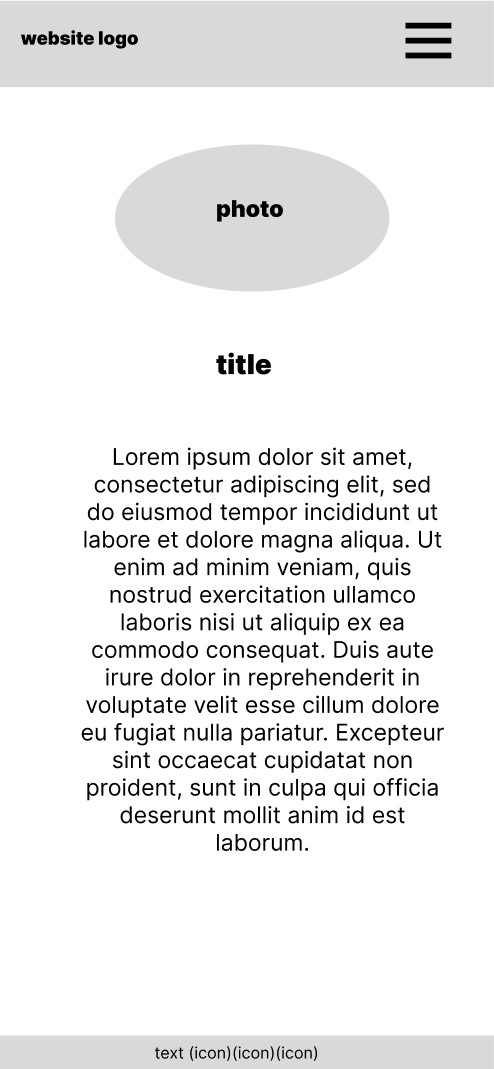 website logo
photo
title
Lorem ipsum dolor sit amet,
consectetur adipiscing elit, sed
do eiusmod tempor incididunt ut
labore et dolore magna aliqua. Ut
enim ad minim veniam, quis
nostrud exercitation ullamco
laboris nisi ut aliquip ex ea
commodo consequat. Duis aute
irure dolor in reprehenderit in
voluptate velit esse cillum dolore
eu fugiat nulla pariatur. Excepteur
sint occaecat cupidatat non
proident, sunt in culpa qui officia
deserunt mollit anim id est
laborum.
text (icon)(icon)(icon)